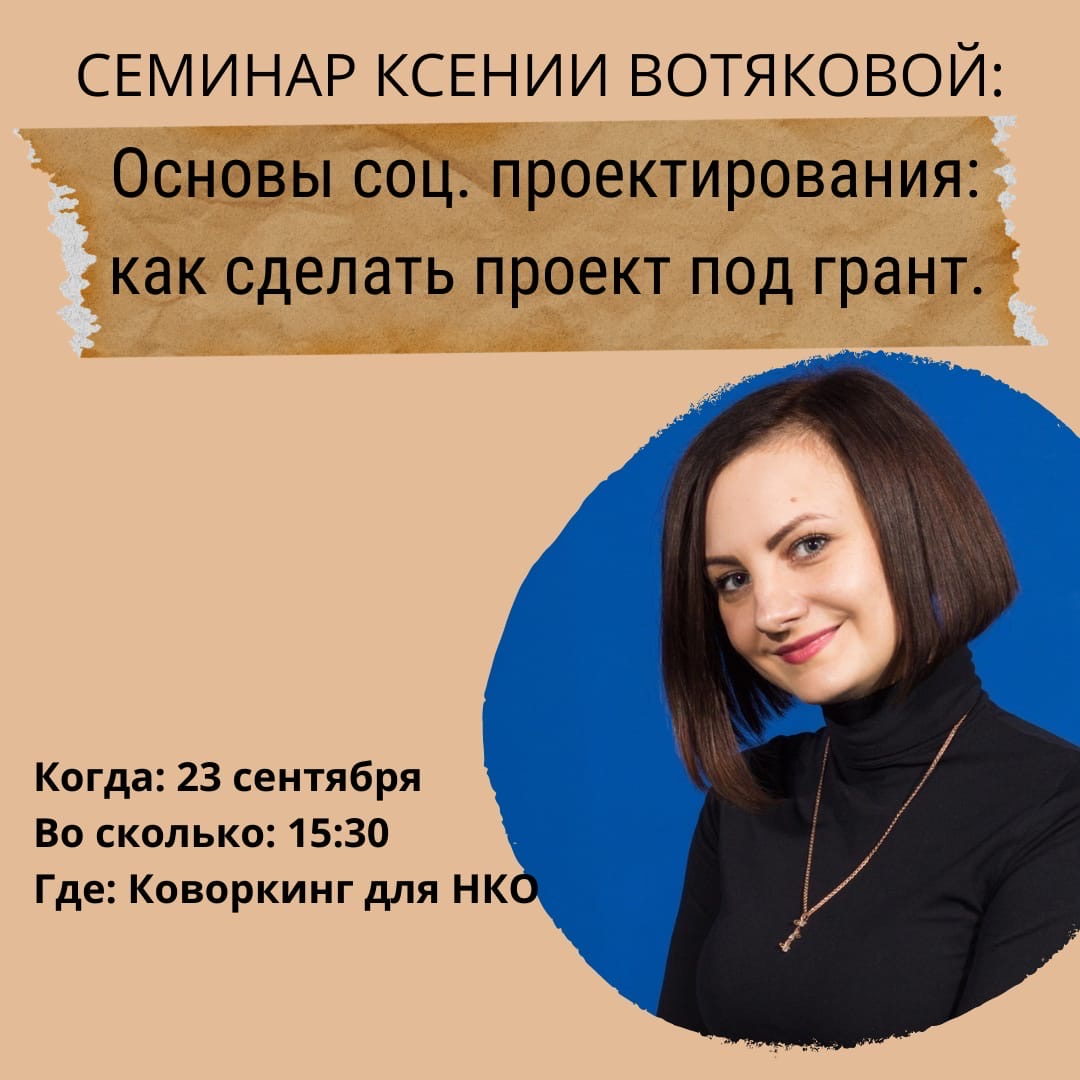 СЕМИНАР КСЕНИИ ВОТЯКОВОЙ:
Основы соц. проектирования:
как сделать проект под грант.
Когда: 23 сентября
Во сколько: 15:30
Где: Коворкинг для НКО